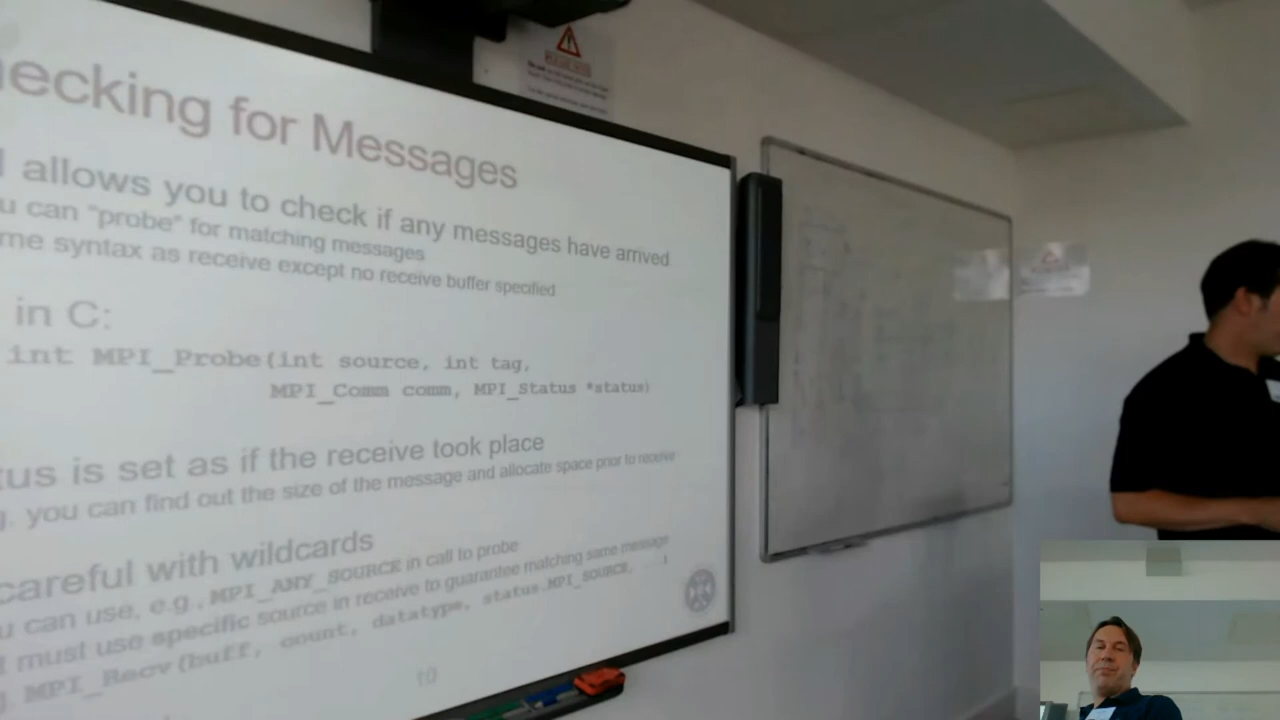 ecking for Messages
allows you to check if any messages have arrived
u can "probe" for matching messages
me syntax as receive except no receive buffer specified
in C:
int MPI_Probe(int source, int tag,
MPI_Comm comm, MPI_Status *status)
tus is set as if the receive took place
g. you can find out the size of the message and allocate space prior to receive
careful with wildcards
u can use, e.g., MPI_ANY_SOURCE in call to probe
t must use specific source in receive to guarantee matching same message
MPI_Recv(buff, count, datatype, status.MPI_SOURCE,
10